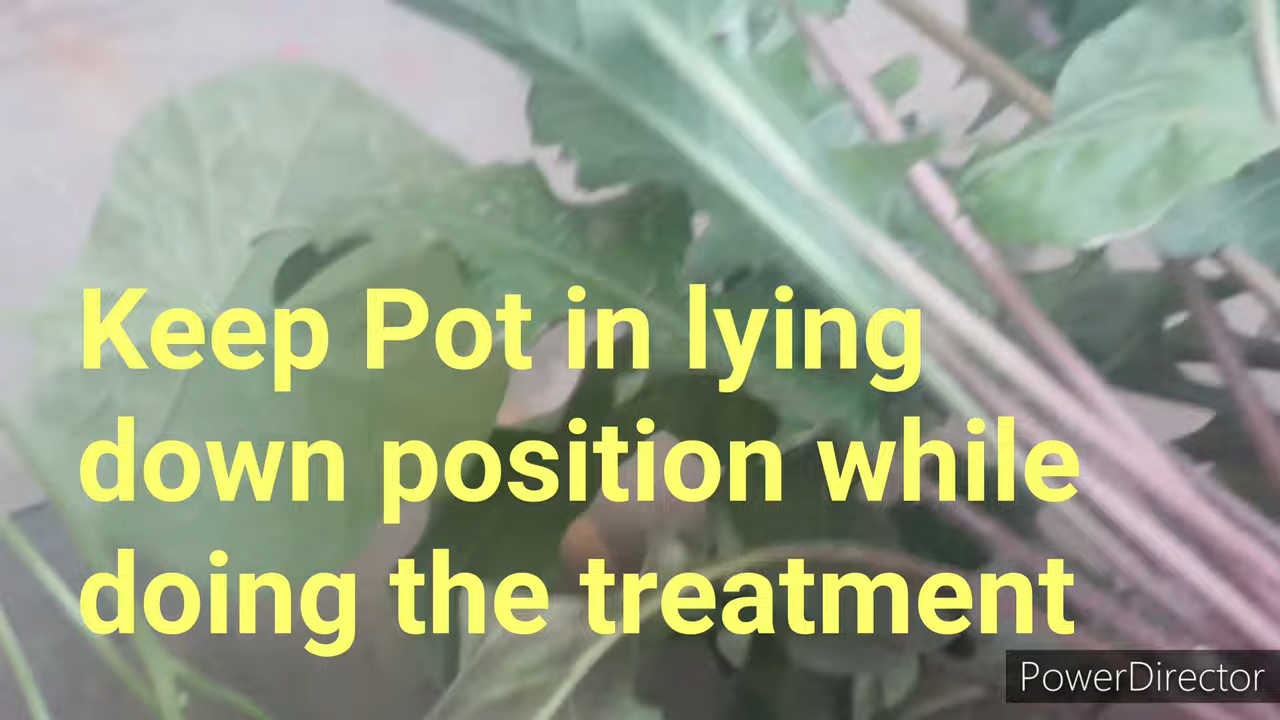 Keep Pot in lying
down position while
doing the treatment
PowerDirector